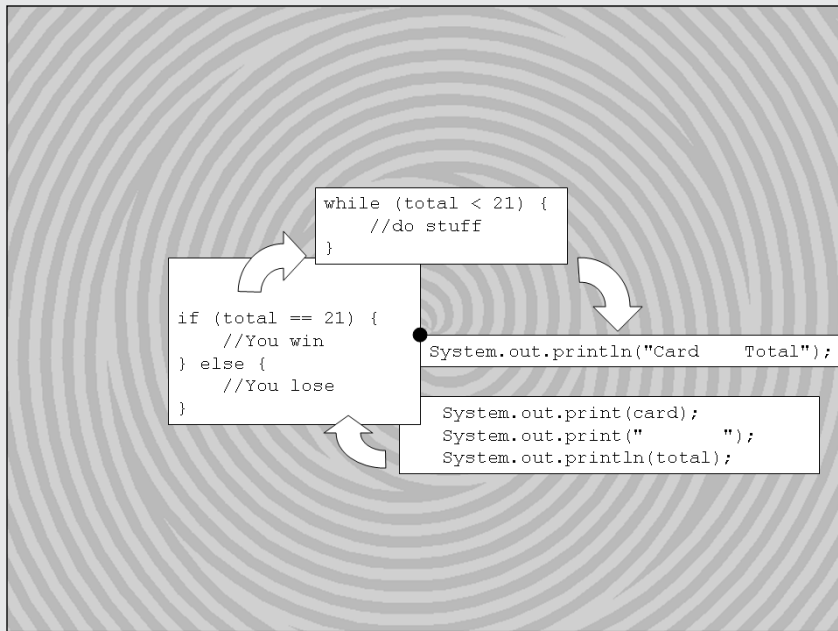 while (total < 21) {
    //do stuff
}
if (total == 21) {
    //You win
} else {
    //You lose
}
System.out.println("Card    Total");
System.out.print(card);
System.out.print("       ");
System.out.println(total);